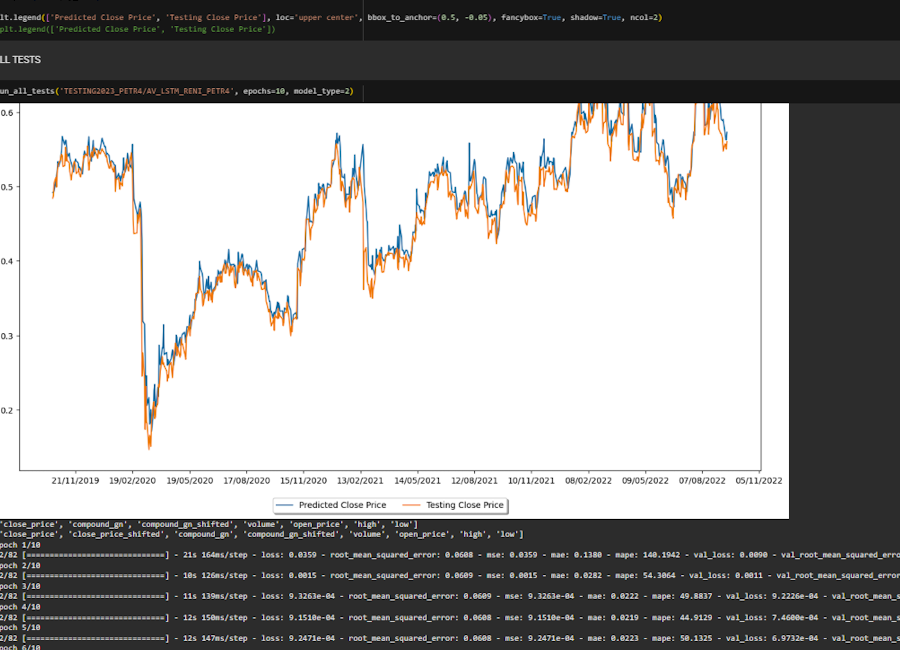 lt.legend(['Predicted Close Price', 'Testing Close Price'], loc='upper center', bbox_to_anchor=(0.5, -0.05), fancybox=True, shadow=True, ncol=2)
plt.legend(['Predicted Close Price', 'Testing Close Price'])
LL TESTS
un_all_tests('TESTING2023_PETR4/AV_LSTM_RENI_PETR4', epochs=10, model_type=2)
0.6
0.5
0.4
0.3
0.2
21/11/2019 19/02/2020 19/05/2020 17/08/2020 15/11/2020 13/02/2021 14/05/2021 12/08/2021 10/11/2021 08/02/2022 09/05/2022 07/08/2022 05/11/2022
Predicted Close Price Testing Close Price
'close_price', 'compound_gn', 'compound_gn_shifted', 'volume', 'open_price', 'high', 'low']
'close_price', 'close_price_shifted', 'compound_gn', 'compound_gn_shifted', 'volume', 'open_price', 'high', 'low']
poch 1/10
2/82 [==============================] - 21s 164ms/step - loss: 0.0359 - root_mean_squared_error: 0.0608 - mse: 0.0359 - mae: 0.1380 - mape: 140.1942 - val_loss: 0.0090 - val_root_mean_squared_erro
poch 2/10
2/82 [==============================] - 10s 126ms/step - loss: 0.0015 - root_mean_squared_error: 0.0609 - mse: 0.0015 - mae: 0.0282 - mape: 54.3064 - val_loss: 0.0011 - val_root_mean_squared_error
poch 3/10
2/82 [==============================] - 11s 139ms/step - loss: 9.3263e-04 - root_mean_squared_error: 0.0609 - mse: 9.3263e-04 - mae: 0.0222 - mape: 49.8837 - val_loss: 9.2226e-04 - val_root_mean_s
poch 4/10
2/82 [==============================] - 12s 150ms/step - loss: 9.1510e-04 - root_mean_squared_error: 0.0608 - mse: 9.1510e-04 - mae: 0.0219 - mape: 44.9129 - val_loss: 7.4600e-04 - val_root_mean_s
poch 5/10
2/82 [==============================] - 12s 147ms/step - loss: 9.2471e-04 - root_mean_squared_error: 0.0608 - mse: 9.2471e-04 - mae: 0.0223 - mape: 50.1325 - val_loss: 6.9732e-04 - val_root_mean_s
poch 6/10